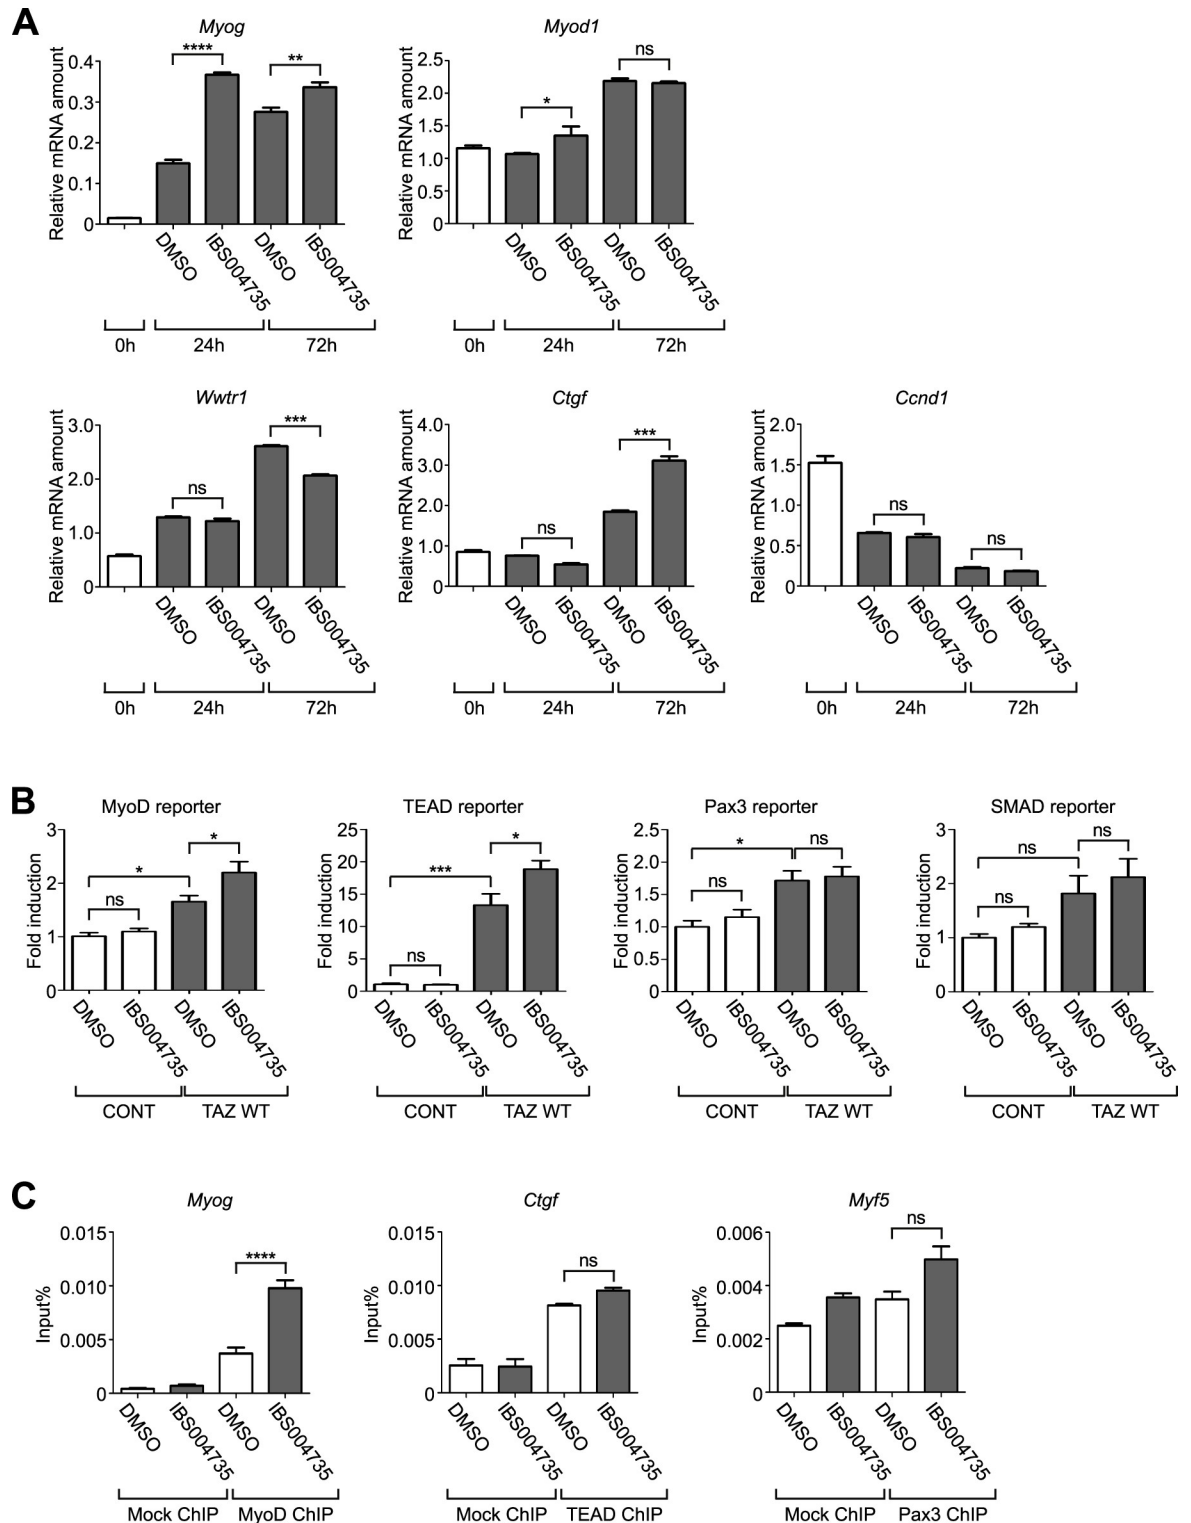 A
Myog
Relative mRNA amount
0.4
0.3
0.2
0.1
0
****
**
DMSO
IBS004735
DMSO
IBS004735
0h
24h
72h
Myod1
Relative mRNA amount
2.5
2.0
1.5
1.0
0.5
0
*
ns
DMSO
IBS004735
DMSO
IBS004735
0h
24h
72h
Wwtr1
Relative mRNA amount
3.0
2.0
1.0
0
ns
***
DMSO
IBS004735
DMSO
IBS004735
0h
24h
72h
Ctgf
Relative mRNA amount
4.0
3.0
2.0
1.0
0
ns
***
DMSO
IBS004735
DMSO
IBS004735
0h
24h
72h
Ccnd1
Relative mRNA amount
2.0
1.5
1.0
0.5
0
ns
ns
DMSO
IBS004735
DMSO
IBS004735
0h
24h
72h
B
MyoD reporter
Fold induction
3
2
1
0
ns
*
*
DMSO
IBS004735
DMSO
IBS004735
CONT
TAZ WT
TEAD reporter
Fold induction
25
20
15
10
5
0
ns
***
*
DMSO
IBS004735
DMSO
IBS004735
CONT
TAZ WT
Pax3 reporter
Fold induction
2.5
2.0
1.5
1.0
0.5
0
ns
*
ns
DMSO
IBS004735
DMSO
IBS004735
CONT
TAZ WT
SMAD reporter
Fold induction
3
2
1
0
ns
ns
ns
DMSO
IBS004735
DMSO
IBS004735
CONT
TAZ WT
C
Myog
Input%
0.015
0.010
0.005
0
****
DMSO
IBS004735
DMSO
IBS004735
Mock ChIP
MyoD ChIP
Ctgf
Input%
0.015
0.010
0.005
0
ns
DMSO
IBS004735
DMSO
IBS004735
Mock ChIP
TEAD ChIP
Myf5
Input%
0.006
0.004
0.002
0
ns
DMSO
IBS004735
DMSO
IBS004735
Mock ChIP
Pax3 ChIP